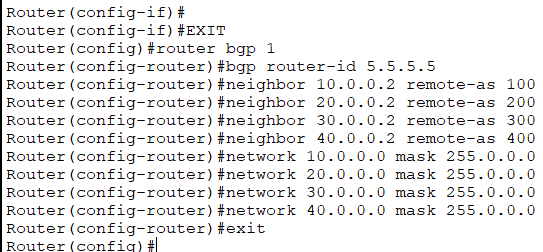 Router(config-if)#
Router(config-if)#EXIT
Router(config)#router bgp 1
Router(config-router)#bgp router-id 5.5.5.5
Router(config-router)#neighbor 10.0.0.2 remote-as 100
Router(config-router)#neighbor 20.0.0.2 remote-as 200
Router(config-router)#neighbor 30.0.0.2 remote-as 300
Router(config-router)#neighbor 40.0.0.2 remote-as 400
Router(config-router)#network 10.0.0.0 mask 255.0.0.0
Router(config-router)#network 20.0.0.0 mask 255.0.0.0
Router(config-router)#network 30.0.0.0 mask 255.0.0.0
Router(config-router)#network 40.0.0.0 mask 255.0.0.0
Router(config-router)#exit
Router(config)#